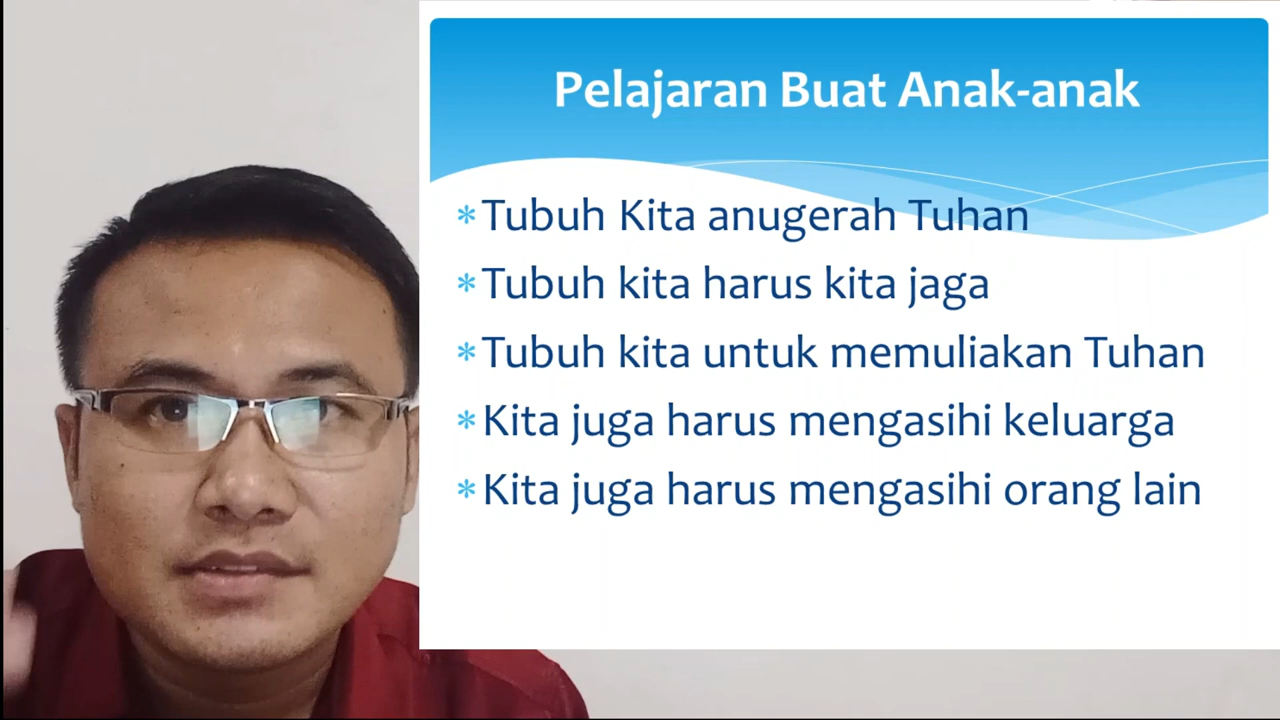 Pelajaran Buat Anak-anak
*Tubuh Kita anugerah Tuhan
*Tubuh kita harus kita jaga
*Tubuh kita untuk memuliakan Tuhan
*Kita juga harus mengasihi keluarga
*Kita juga harus mengasihi orang lain